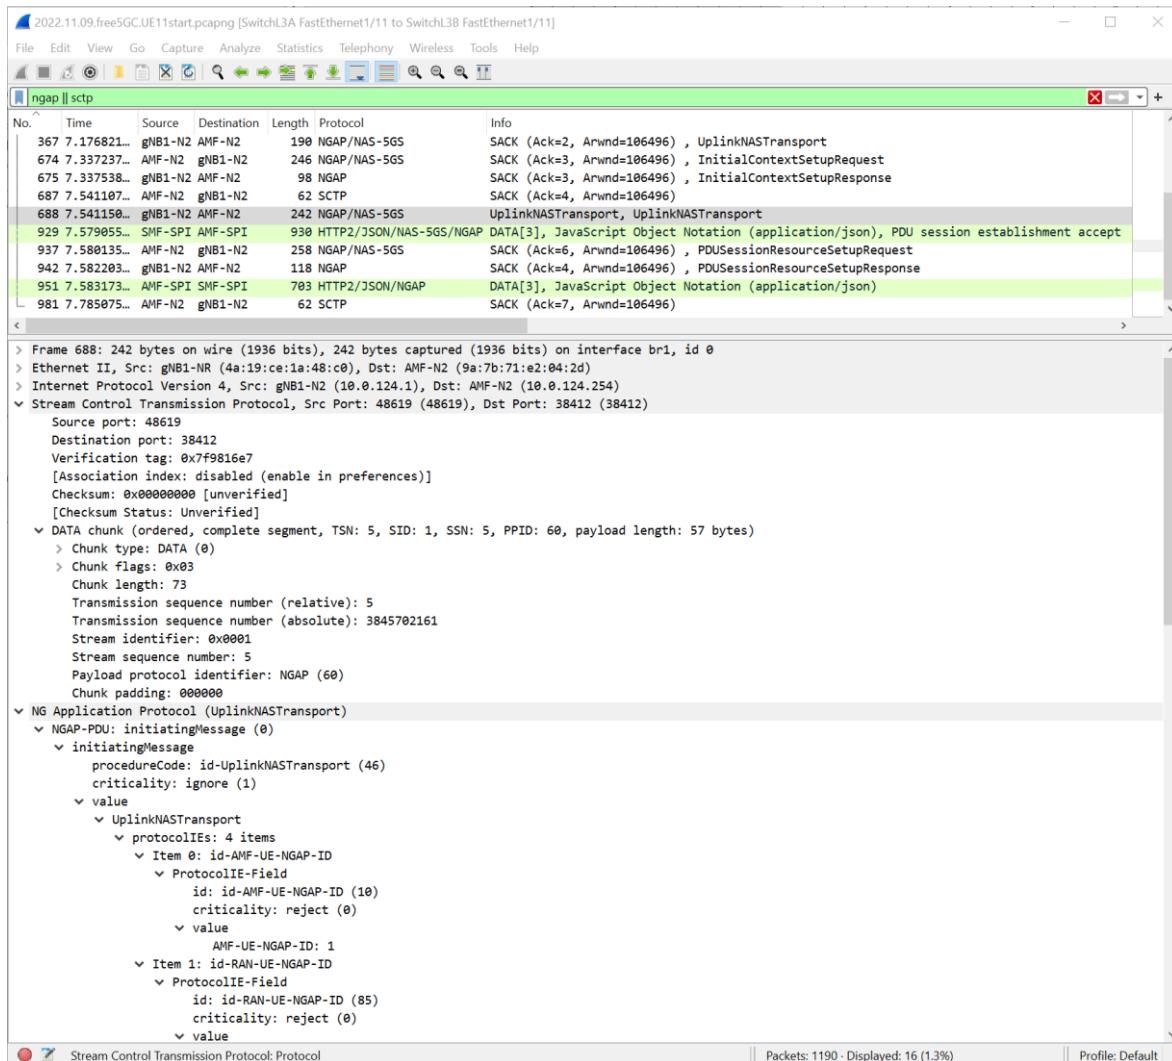 2022.11.09.free5GC.UE11start.pcapng [SwitchL3A FastEthernet1/11 to SwitchL3B FastEthernet1/11]
File Edit View Go Capture Analyze Statistics Telephony Wireless Tools Help
ngap || sctp
No. Time Source Destination Length Protocol Info
367 7.176821… gNB1-N2 AMF-N2 190 NGAP/NAS-5GS SACK (Ack=2, Arwnd=106496) , UplinkNASTransport
674 7.337237… AMF-N2 gNB1-N2 246 NGAP/NAS-5GS SACK (Ack=3, Arwnd=106496) , InitialContextSetupRequest
675 7.337538… gNB1-N2 AMF-N2 98 NGAP SACK (Ack=3, Arwnd=106496) , InitialContextSetupResponse
687 7.541107… AMF-N2 gNB1-N2 62 SCTP SACK (Ack=4, Arwnd=106496)
688 7.541150… gNB1-N2 AMF-N2 242 NGAP/NAS-5GS UplinkNASTransport, UplinkNASTransport
929 7.579055… SMF-SPI AMF-SPI 930 HTTP2/JSON/NAS-5GS/NGAP DATA[3], JavaScript Object Notation (application/json), PDU session establishment accept
937 7.580135… AMF-N2 gNB1-N2 258 NGAP/NAS-5GS SACK (Ack=6, Arwnd=106496) , PDUSessionResourceSetupRequest
942 7.582203… gNB1-N2 AMF-N2 118 NGAP SACK (Ack=4, Arwnd=106496) , PDUSessionResourceSetupResponse
951 7.583173… AMF-SPI SMF-SPI 703 HTTP2/JSON/NGAP DATA[3], JavaScript Object Notation (application/json)
981 7.785075… AMF-N2 gNB1-N2 62 SCTP SACK (Ack=7, Arwnd=106496)
Frame 688: 242 bytes on wire (1936 bits), 242 bytes captured (1936 bits) on interface br1, id 0
Ethernet II, Src: gNB1-NR (4a:19:ce:1a:48:c0), Dst: AMF-N2 (9a:7b:71:e2:04:2d)
Internet Protocol Version 4, Src: gNB1-N2 (10.0.124.1), Dst: AMF-N2 (10.0.124.254)
Stream Control Transmission Protocol, Src Port: 48619 (48619), Dst Port: 38412 (38412)
Source port: 48619
Destination port: 38412
Verification tag: 0x7f9816e7
[Association index: disabled (enable in preferences)]
Checksum: 0x00000000 [unverified]
[Checksum Status: Unverified]
DATA chunk (ordered, complete segment, TSN: 5, SID: 1, SSN: 5, PPID: 60, payload length: 57 bytes)
Chunk type: DATA (0)
Chunk flags: 0x03
Chunk length: 73
Transmission sequence number (relative): 5
Transmission sequence number (absolute): 3845702161
Stream identifier: 0x0001
Stream sequence number: 5
Payload protocol identifier: NGAP (60)
Chunk padding: 000000
NG Application Protocol (UplinkNASTransport)
NGAP-PDU: initiatingMessage (0)
initiatingMessage
procedureCode: id-UplinkNASTransport (46)
criticality: ignore (1)
value
UplinkNASTransport
protocolIEs: 4 items
Item 0: id-AMF-UE-NGAP-ID
ProtocolIE-Field
id: id-AMF-UE-NGAP-ID (10)
criticality: reject (0)
value
AMF-UE-NGAP-ID: 1
Item 1: id-RAN-UE-NGAP-ID
ProtocolIE-Field
id: id-RAN-UE-NGAP-ID (85)
criticality: reject (0)
value
Stream Control Transmission Protocol: Protocol Packets: 1190 · Displayed: 16 (1.3%) Profile: Default